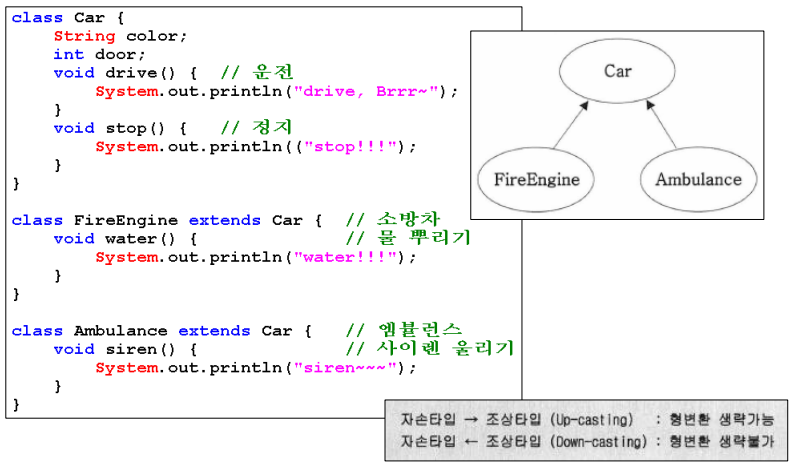 class Car {
String color;
int door;
void drive() {  // 운전
System.out.println("drive, Brrr~");
}
void stop() {   // 정지
System.out.println(("stop!!!");
}
}
class FireEngine extends Car {  // 소방차
void water() {              // 물 뿌리기
System.out.println("water!!!");
}
}
class Ambulance extends Car {   // 엠뷸런스
void siren() {              // 사이렌 울리기
System.out.println("siren~~~");
}
}
Car
FireEngine
Ambulance
자손타입 → 조상타입 (Up-casting)   : 형변환 생략가능
자손타입 ← 조상타입 (Down-casting) : 형변환 생략불가